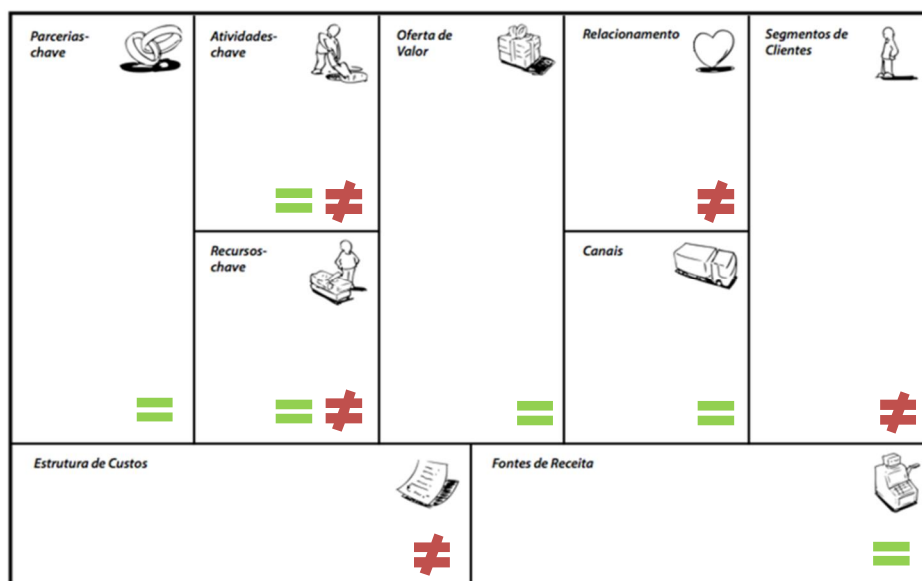 Parcerias-
chave
Atividades-
chave
Oferta de
Valor
Relacionamento
Segmentos de
Clientes
=≠
≠
Recursos-
chave
Canais
=
=≠
=
=
≠
Estrutura de Custos
Fontes de Receita
≠
=